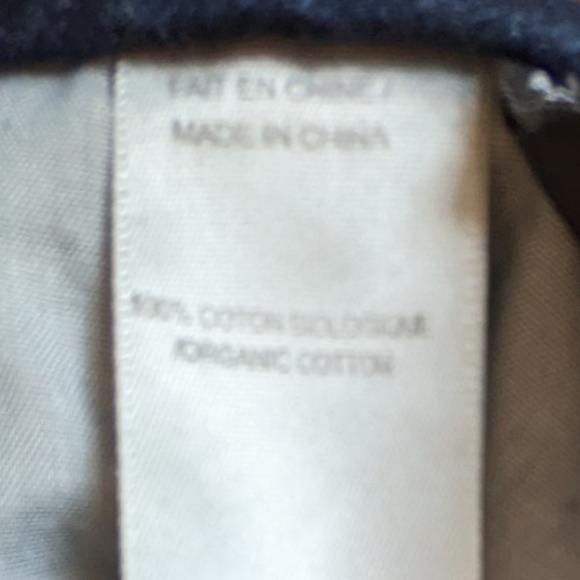 FAIT EN CHINE /
MADE IN CHINA
100% COTON BIOLOGIQUE
/ORGANIC COTTON